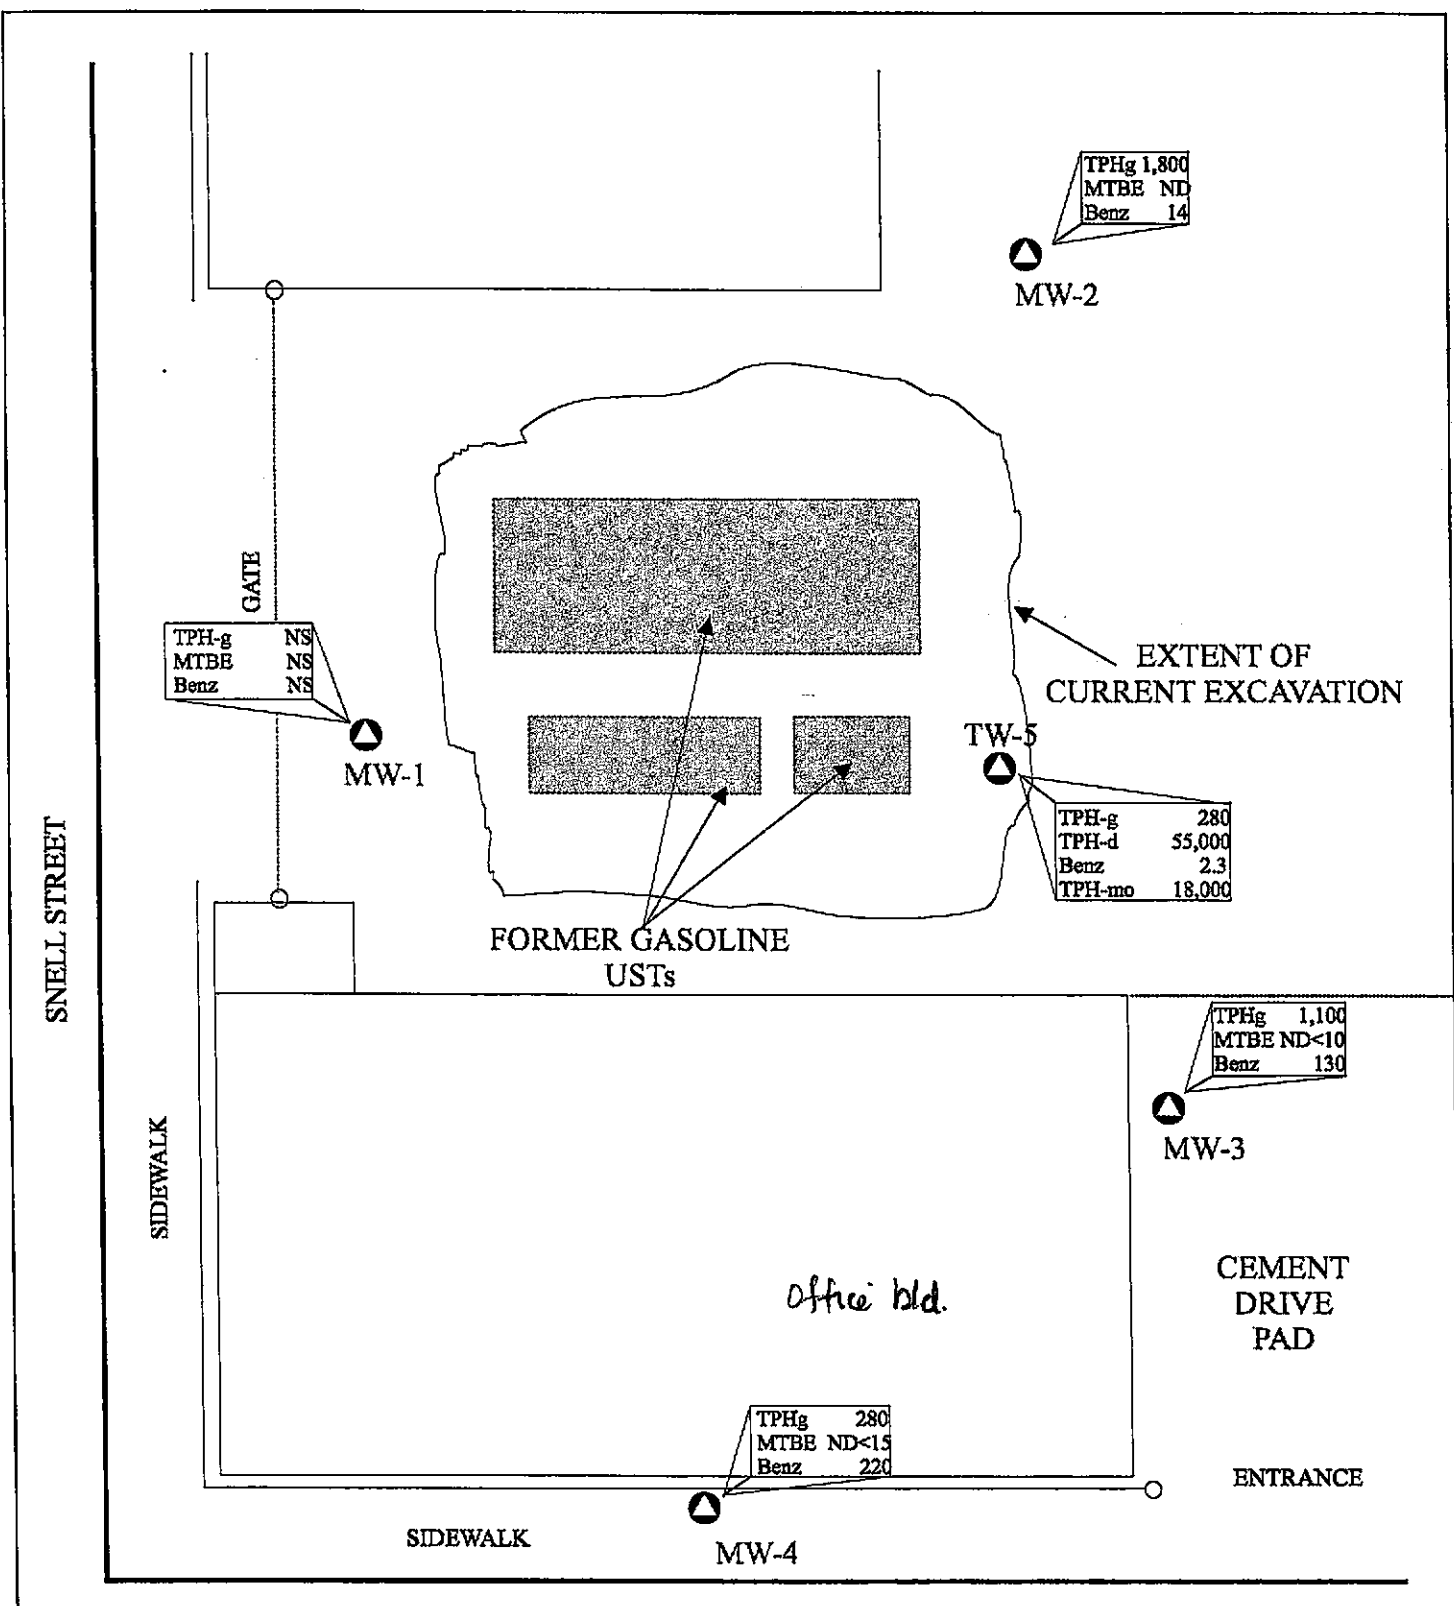 TPHg 1,800
MTBE ND
Benz 14
MW-2
GATE
TPH-g NS
MTBE NS
Benz NS
MW-1
EXTENT OF
CURRENT EXCAVATION
TW-5
TPH-g 280
TPH-d 55,000
Benz 2.3
TPH-mo 18,000
SNELL STREET
FORMER GASOLINE
USTs
TPHg 1,100
MTBE ND<10
Benz 130
MW-3
SIDEWALK
CEMENT
DRIVE
PAD
Office bld.
TPHg 280
MTBE ND<15
Benz 220
ENTRANCE
SIDEWALK
MW-4